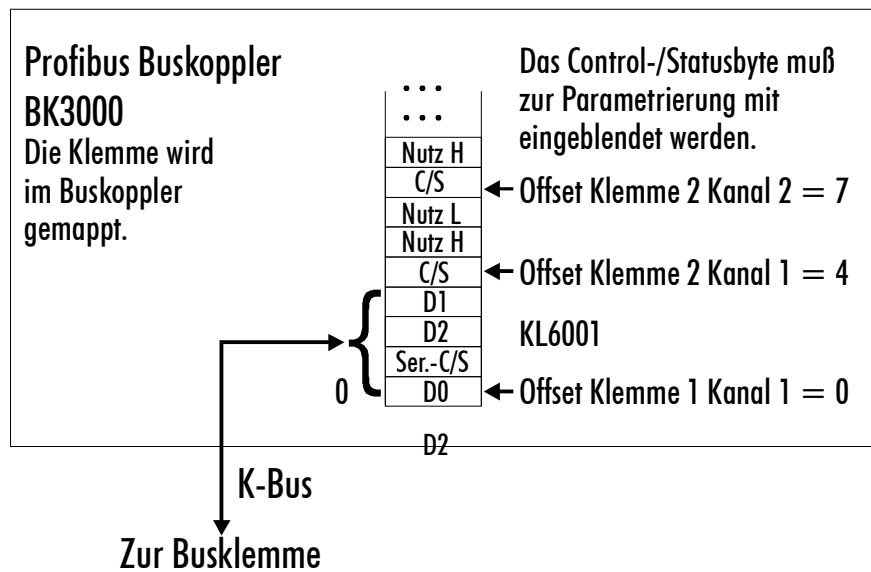 Profibus Buskoppler
BK3000
Die Klemme wird
im Buskoppler
gemappt.
Das Control-/Statusbyte muß
zur Parametrierung mit
eingeblendet werden.
...
...
Nutz H
C/S
Offset Klemme 2 Kanal 2 = 7
Nutz L
Nutz H
C/S
Offset Klemme 2 Kanal 1 = 4
D1
D2
KL6001
Ser.-C/S
0
D0
Offset Klemme 1 Kanal 1 = 0
D2
K-Bus
Zur Busklemme